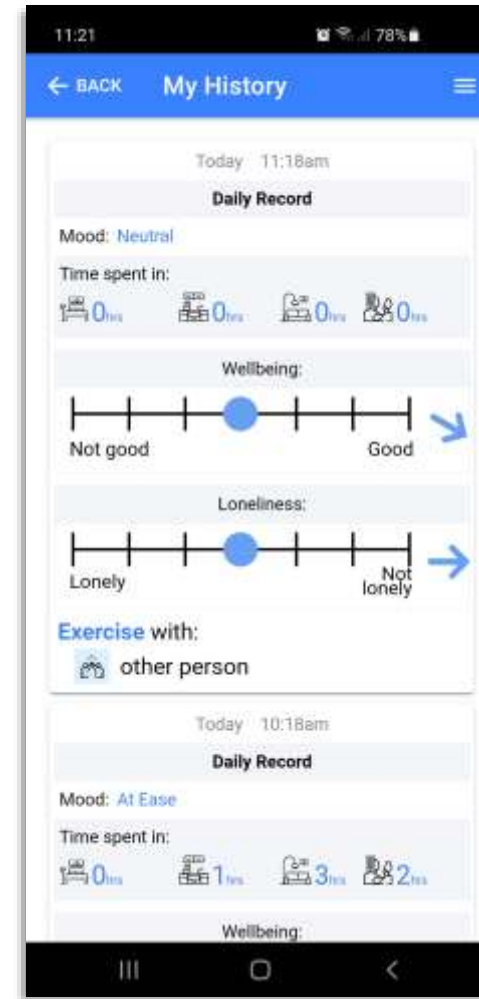 11:21 78%
← BACK My History
Today 11:18am
Daily Record
Mood: Neutral
Time spent in:
0hrs 0hrs 0hrs 0hrs
Wellbeing:
Not good Good
Loneliness:
Lonely Not lonely
Exercise with:
other person
Today 10:18am
Daily Record
Mood: At Ease
Time spent in:
0hrs 1hrs 3hrs 2hrs
Wellbeing: